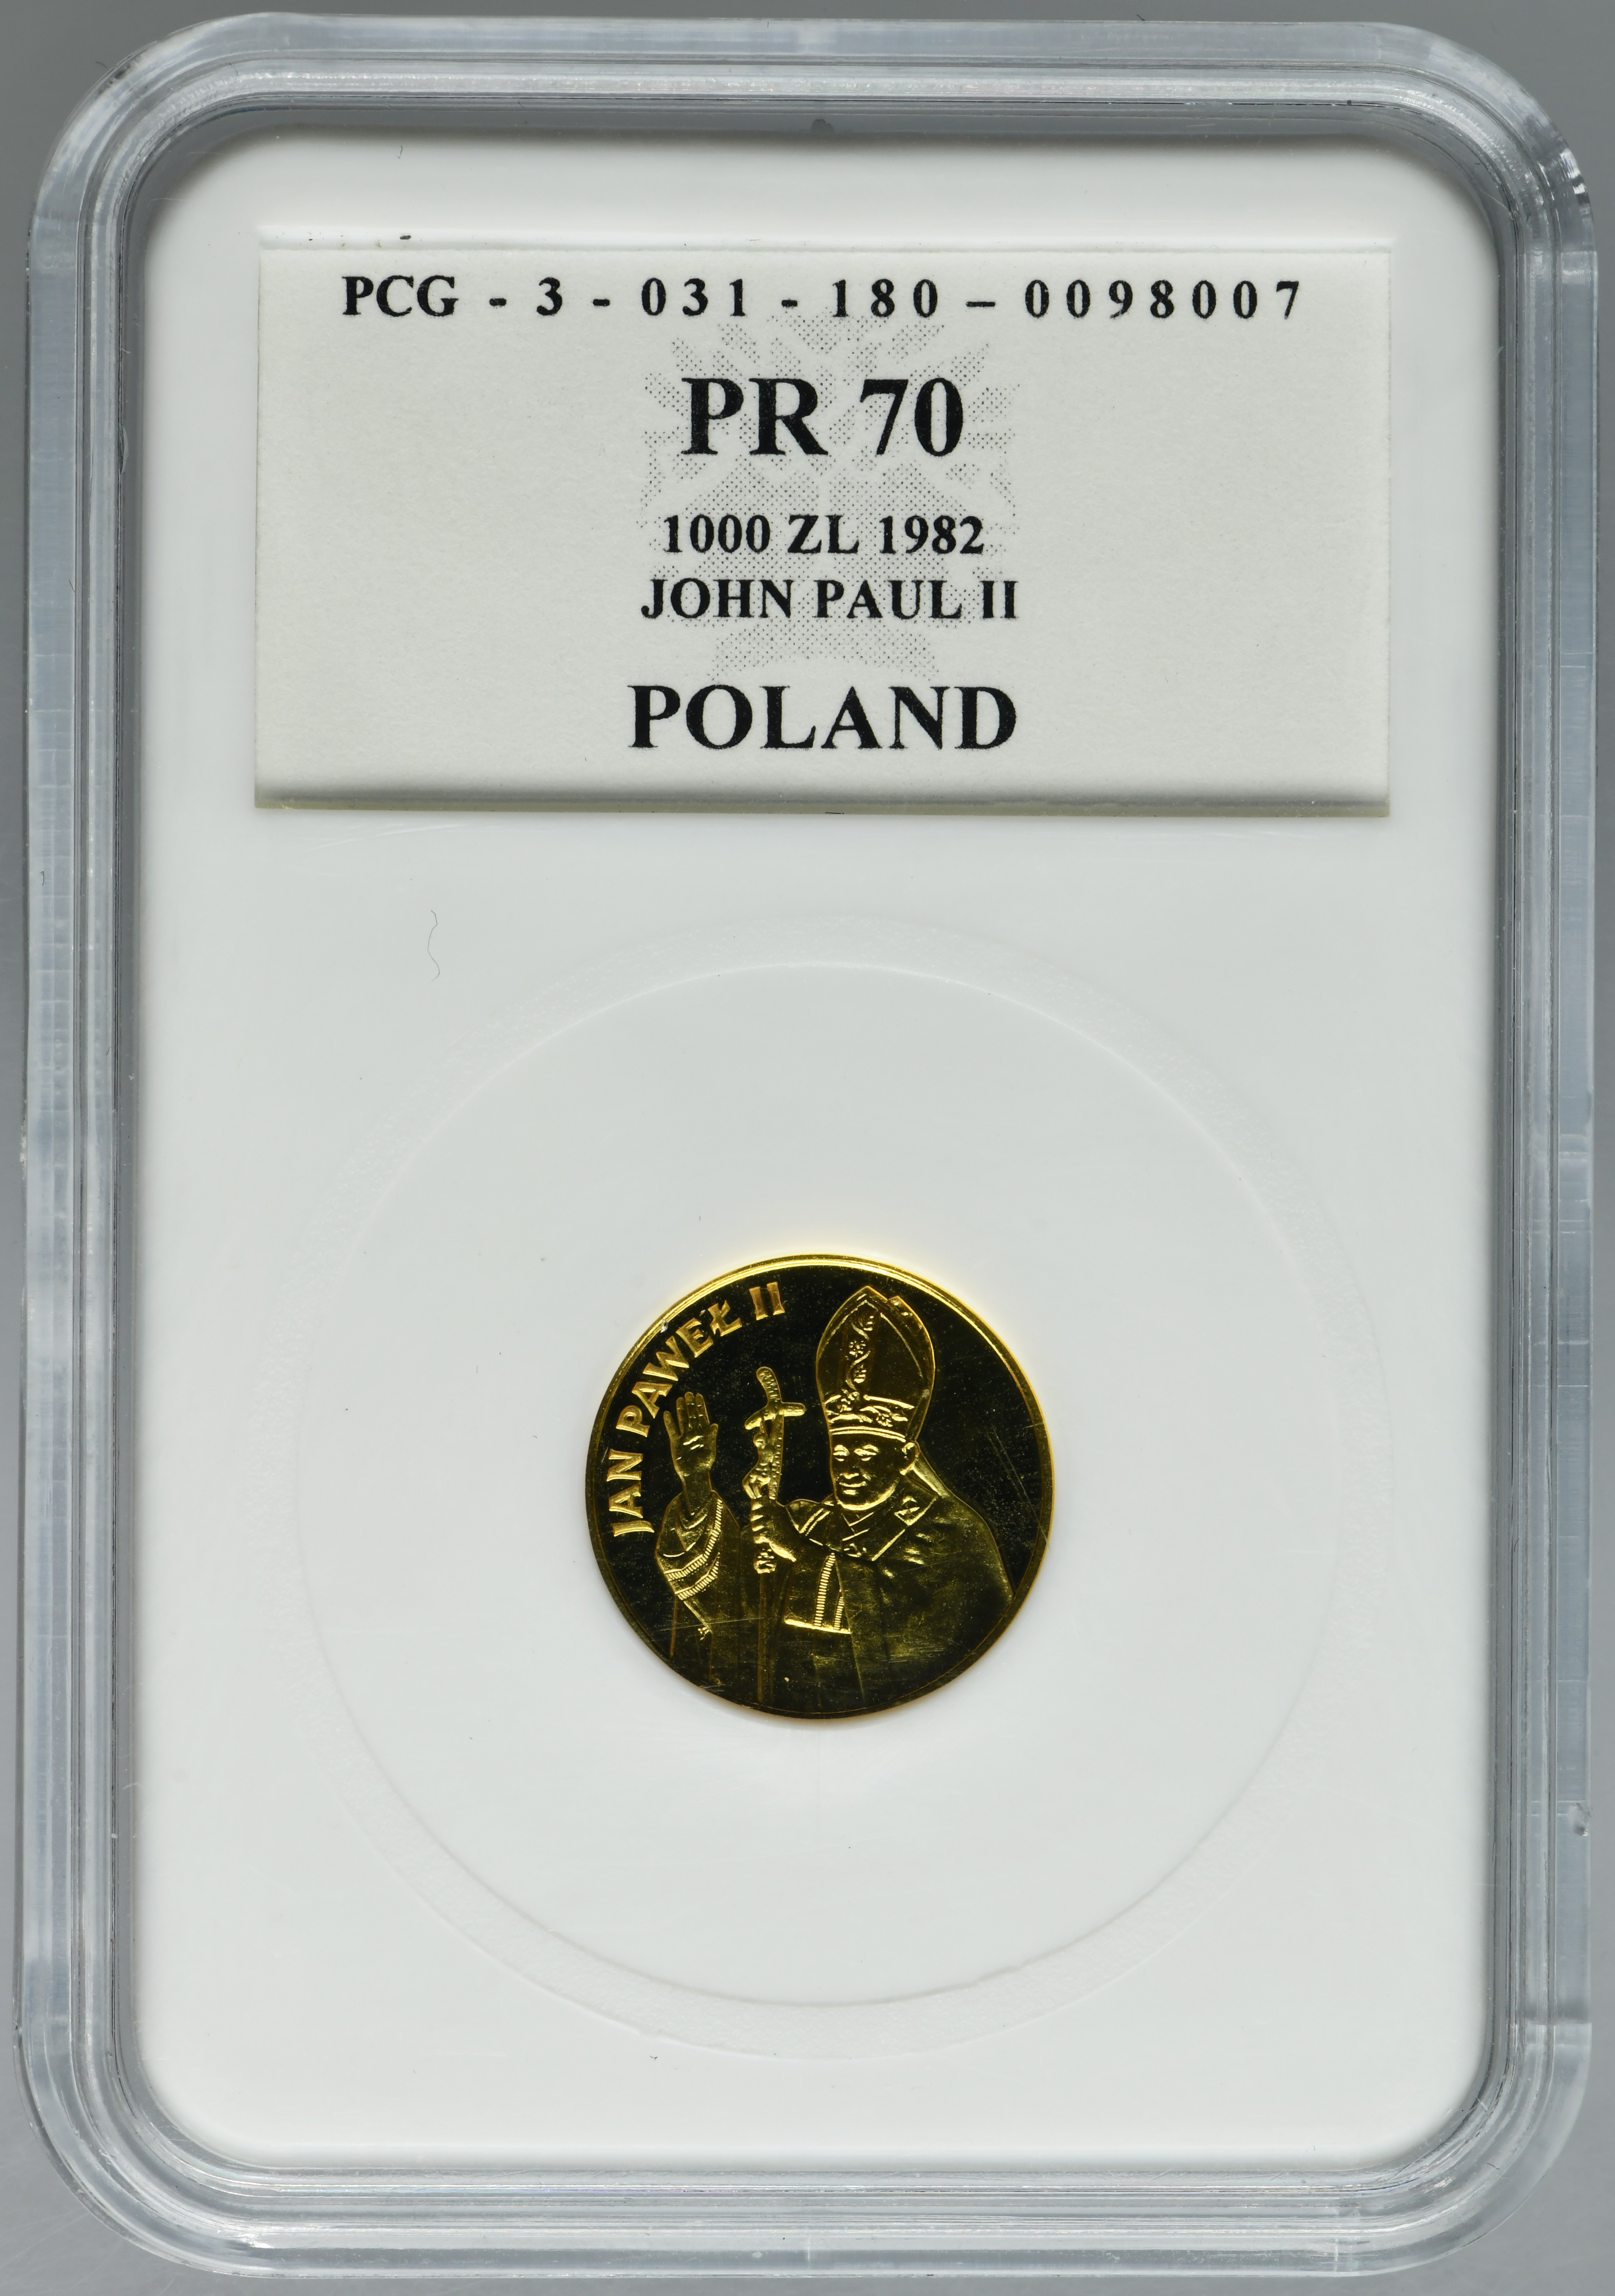 PCG - 3 - 031 - 180 – 0098007
PR 70
1000 ZL 1982
JOHN PAUL II
POLAND
JAN PAWEŁ II